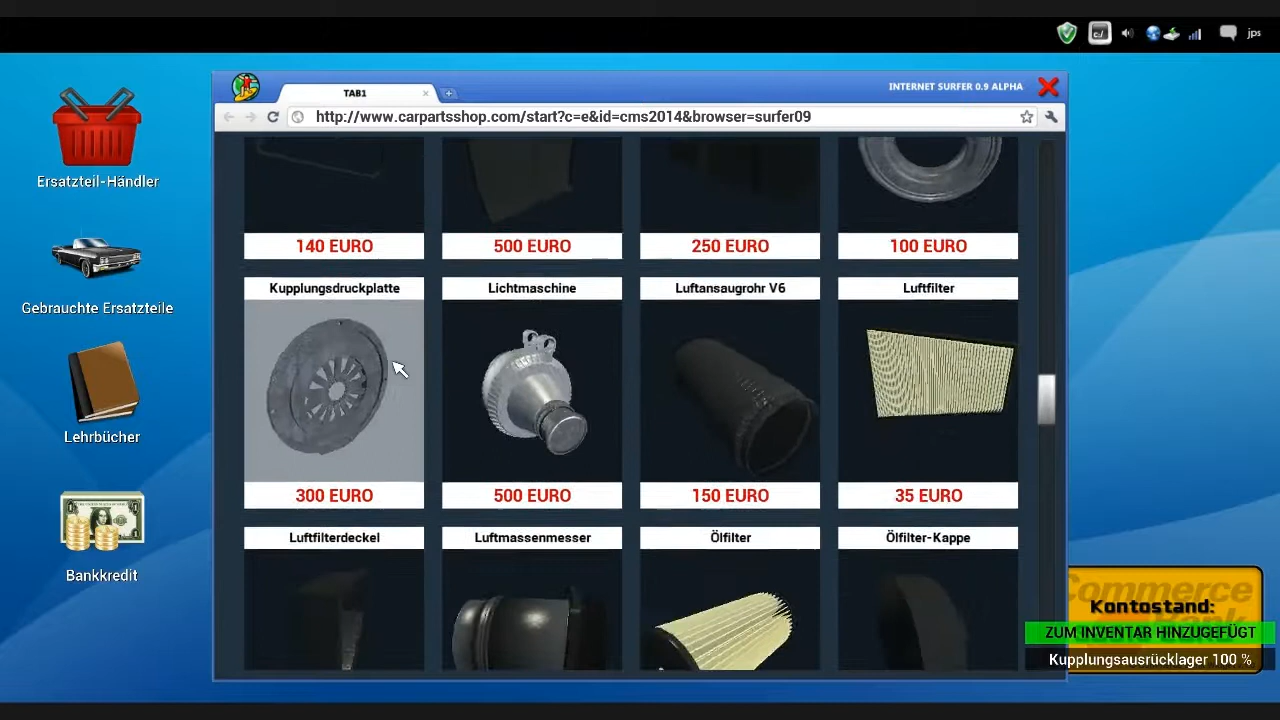 jps
TAB1
INTERNET SURFER 0.9 ALPHA
http://www.carpartsshop.com/start?c=e&id=cms2014&browser=surfer09
Ersatzteil-Händler
Gebrauchte Ersatzteile
Lehrbücher
Bankkredit
140 EURO
500 EURO
250 EURO
100 EURO
Kupplungsdruckplatte
Lichtmaschine
Luftansaugrohr V6
Luftfilter
300 EURO
500 EURO
150 EURO
35 EURO
Luftfilterdeckel
Luftmassenmesser
Ölfilter
Ölfilter-Kappe
Commerce
Kontostand:
ZUM INVENTAR HINZUGEFÜGT
Kupplungsausrücklager 100 %